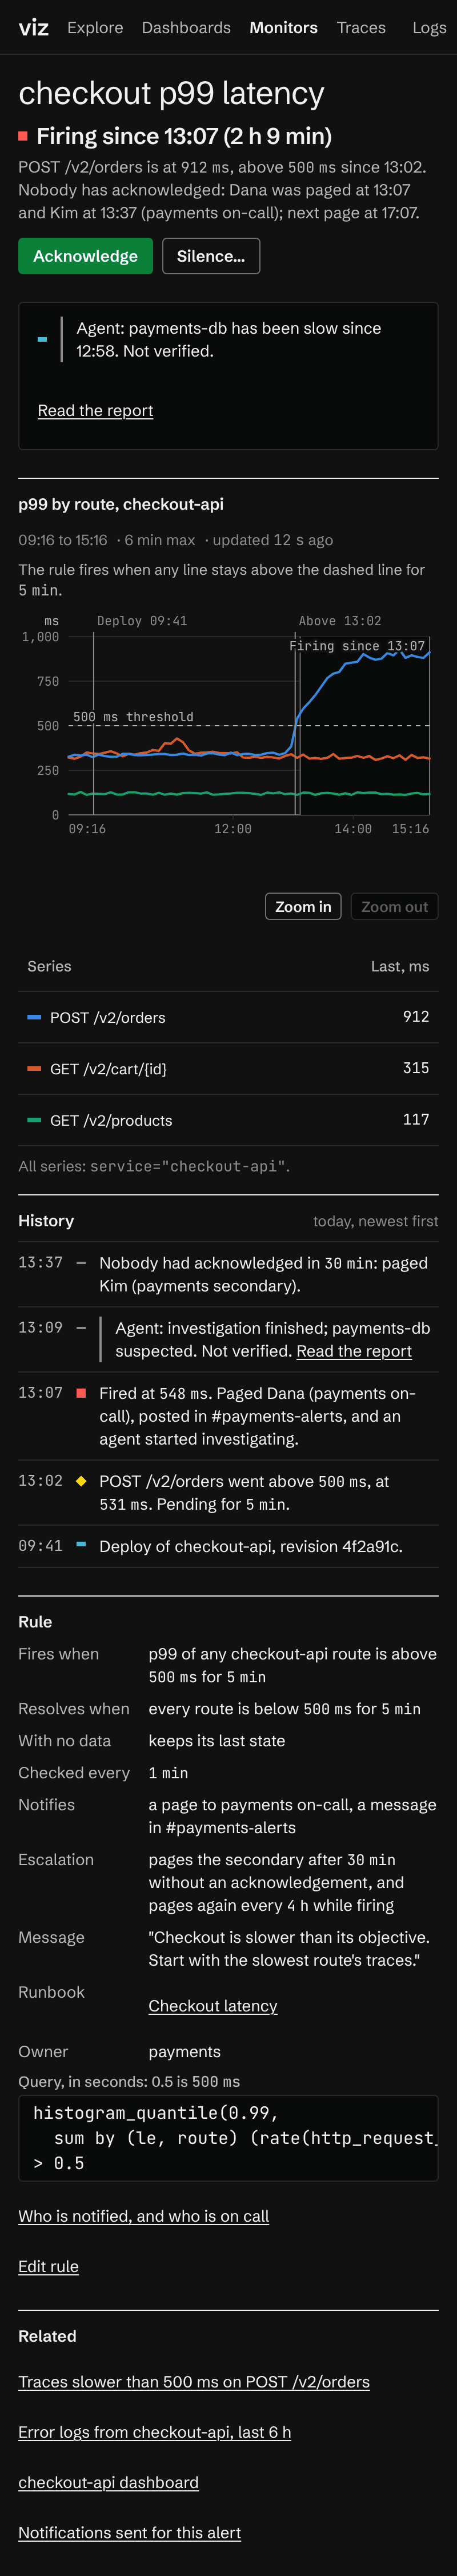 viz Explore Dashboards Monitors Traces Logs
checkout p99 latency
Firing since 13:07 (2 h 9 min)
POST /v2/orders is at 912 ms, above 500 ms since 13:02.
Nobody has acknowledged: Dana was paged at 13:07
and Kim at 13:37 (payments on-call); next page at 17:07.
Acknowledge Silence...
Agent: payments-db has been slow since
12:58. Not verified.
Read the report
p99 by route, checkout-api
09:16 to 15:16 · 6 min max · updated 12 s ago
The rule fires when any line stays above the dashed line for
5 min.
ms Deploy 09:41 Above 13:02
1,000
Firing since 13:07
750
500 ms threshold
500
250
0
09:16 12:00 14:00 15:16
Zoom in Zoom out
Series Last, ms
POST /v2/orders 912
GET /v2/cart/{id} 315
GET /v2/products 117
All series: service="checkout-api".
History today, newest first
13:37 Nobody had acknowledged in 30 min: paged
Kim (payments secondary).
13:09 Agent: investigation finished; payments-db
suspected. Not verified. Read the report
13:07 Fired at 548 ms. Paged Dana (payments on-
call), posted in #payments-alerts, and an
agent started investigating.
13:02 POST /v2/orders went above 500 ms, at
531 ms. Pending for 5 min.
09:41 Deploy of checkout-api, revision 4f2a91c.
Rule
Fires when p99 of any checkout-api route is above
500 ms for 5 min
Resolves when every route is below 500 ms for 5 min
With no data keeps its last state
Checked every 1 min
Notifies a page to payments on-call, a message
in #payments-alerts
Escalation pages the secondary after 30 min
without an acknowledgement, and
pages again every 4 h while firing
Message "Checkout is slower than its objective.
Start with the slowest route's traces."
Runbook Checkout latency
Owner payments
Query, in seconds: 0.5 is 500 ms
histogram_quantile(0.99,
sum by (le, route) (rate(http_request_
> 0.5
Who is notified, and who is on call
Edit rule
Related
Traces slower than 500 ms on POST /v2/orders
Error logs from checkout-api, last 6 h
checkout-api dashboard
Notifications sent for this alert